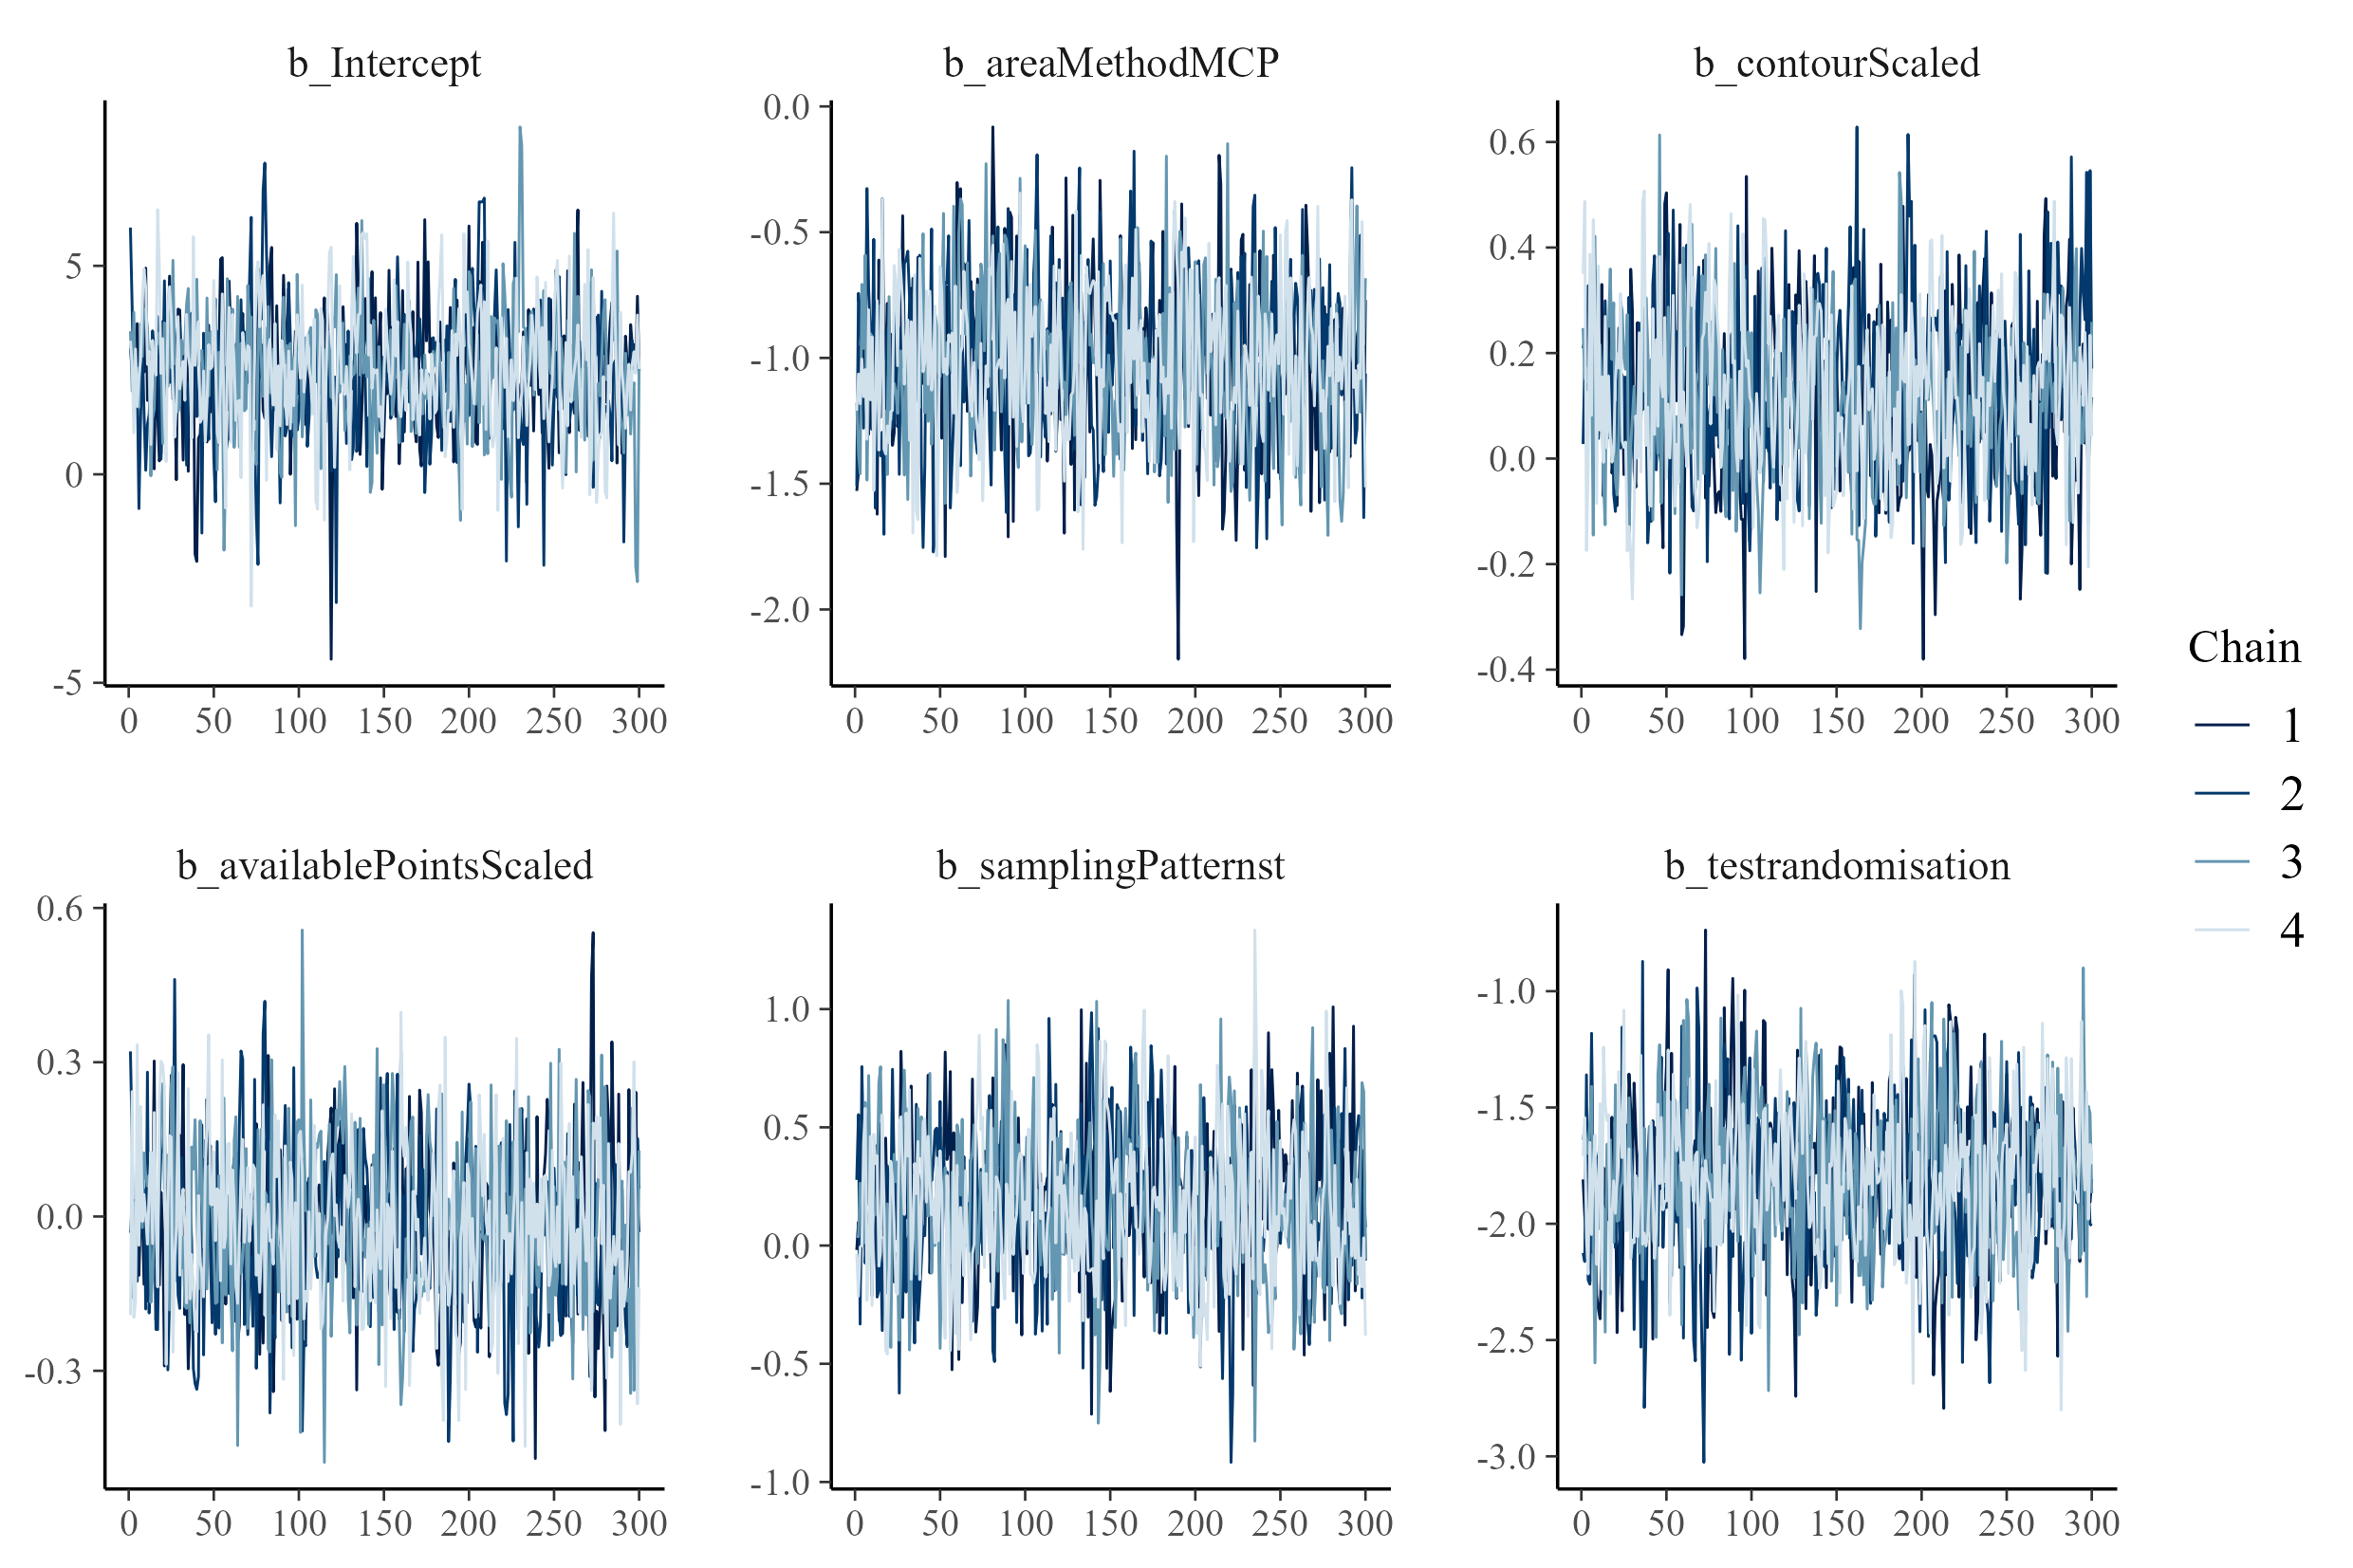 b_Intercept
b_areaMethodMCP
b_contourScaled
5
0
-5
0 50 100 150 200 250 300
0.0
-0.5
-1.0
-1.5
-2.0
0 50 100 150 200 250 300
0.6
0.4
0.2
0.0
-0.2
-0.4
0 50 100 150 200 250 300
b_availablePointsScaled
b_samplingPatternst
b_testrandomisation
0.6
0.3
0.0
-0.3
0 50 100 150 200 250 300
1.0
0.5
0.0
-0.5
-1.0
0 50 100 150 200 250 300
-1.0
-1.5
-2.0
-2.5
-3.0
0 50 100 150 200 250 300
Chain
1
2
3
4